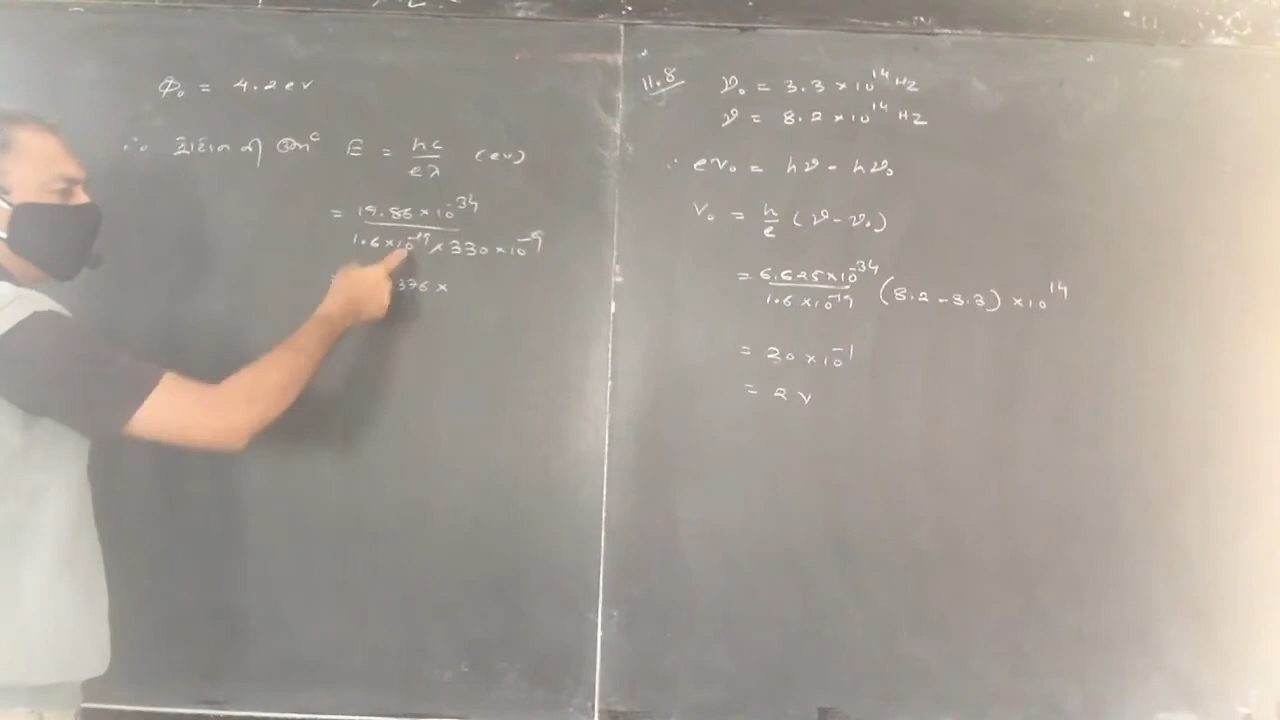 Φ₀ = 4.2 eV
∴ ફોટોન ની ઊર્જા E = hc/eλ (ev)
= 19.86 × 10⁻³⁴ / 1.6 × 10⁻¹⁹ × 330 × 10⁻⁹
376 ×
11.8 ν₀ = 3.3 × 10¹⁴ Hz
ν = 8.2 × 10¹⁴ Hz
∴ eV₀ = hν - hν₀
V₀ = h/e (ν - ν₀)
= 6.625 × 10⁻³⁴ / 1.6 × 10⁻¹⁹ (8.2 - 3.3) × 10¹⁴
= 20 × 10⁻¹
= 2 V